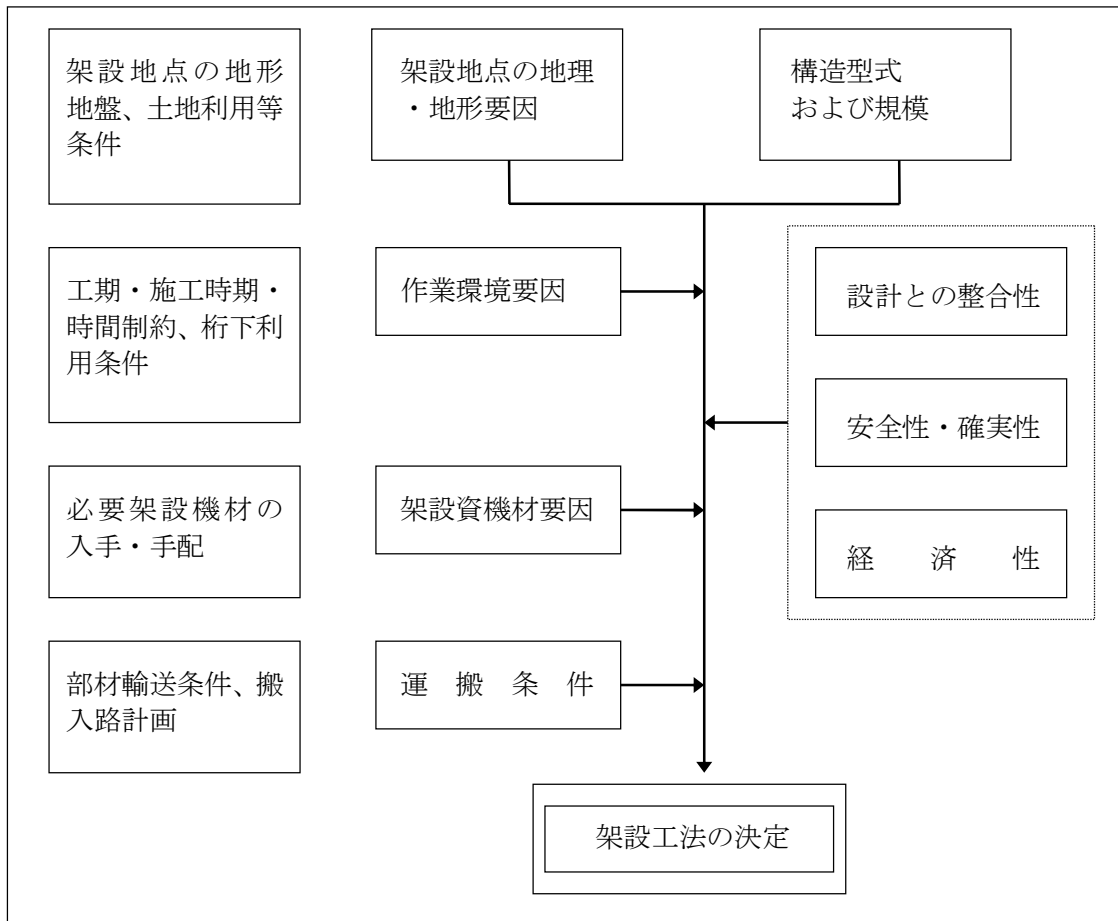 架設地点の地形
地盤、土地利用等
条件
架設地点の地理
・地形要因
構造型式
および規模
工期・施工時期・
時間制約、桁下利
用条件
作業環境要因
設計との整合性
安全性・確実性
必要架設機材の
入手・手配
架設資機材要因
経済性
部材輸送条件、搬
入路計画
運搬条件
架設工法の決定